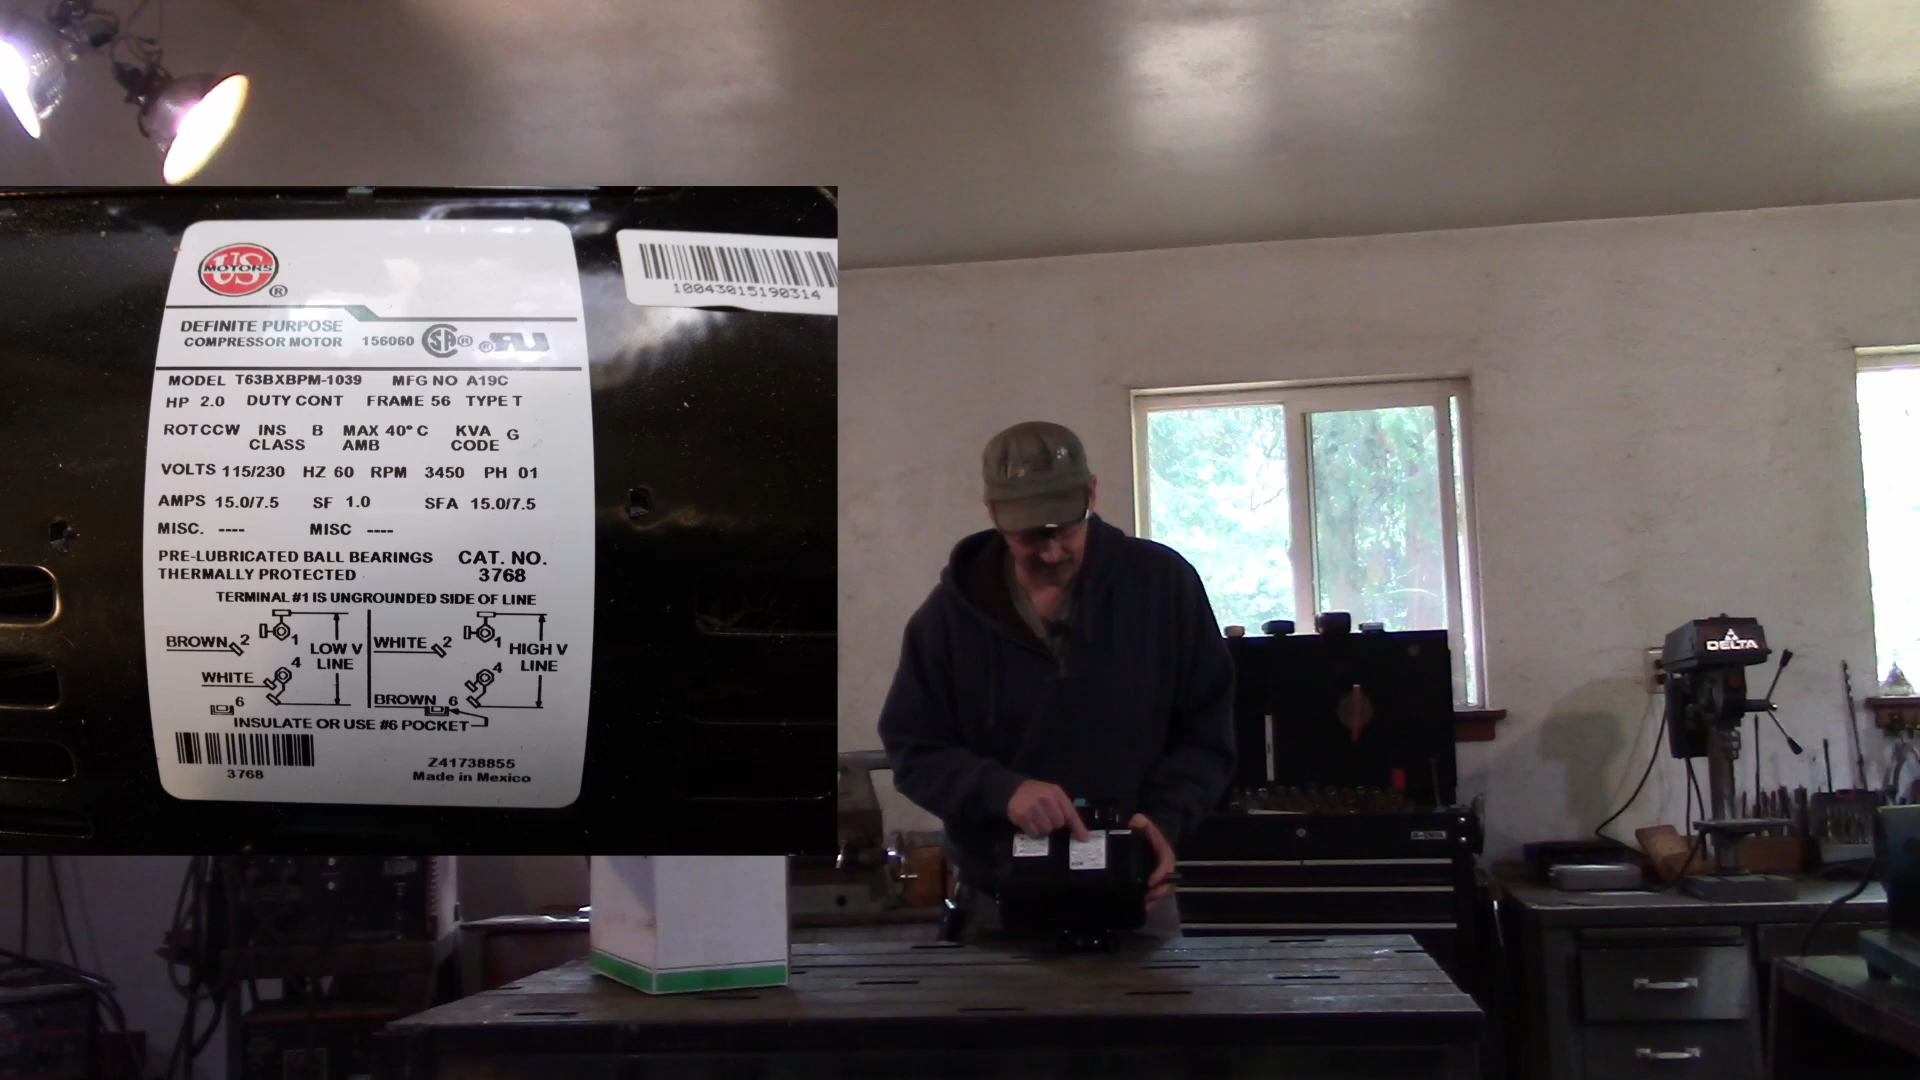 US
MOTORS
®
10043015190314
DEFINITE PURPOSE
COMPRESSOR MOTOR 156060 SA® ®RU
MODEL T63BXBPM-1039 MFG NO A19C
HP 2.0 DUTY CONT FRAME 56 TYPE T
ROT CCW INS CLASS B MAX AMB 40° C KVA CODE G
VOLTS 115/230 HZ 60 RPM 3450 PH 01
AMPS 15.0/7.5 SF 1.0 SFA 15.0/7.5
MISC. ---- MISC ----
PRE-LUBRICATED BALL BEARINGS CAT. NO.
THERMALLY PROTECTED 3768
TERMINAL #1 IS UNGROUNDED SIDE OF LINE
BROWN 2 1 LOW V LINE
WHITE 4
6
WHITE 2 1 HIGH V LINE
4
BROWN 6
INSULATE OR USE #6 POCKET
3768
Z41738855
Made in Mexico
DELTA